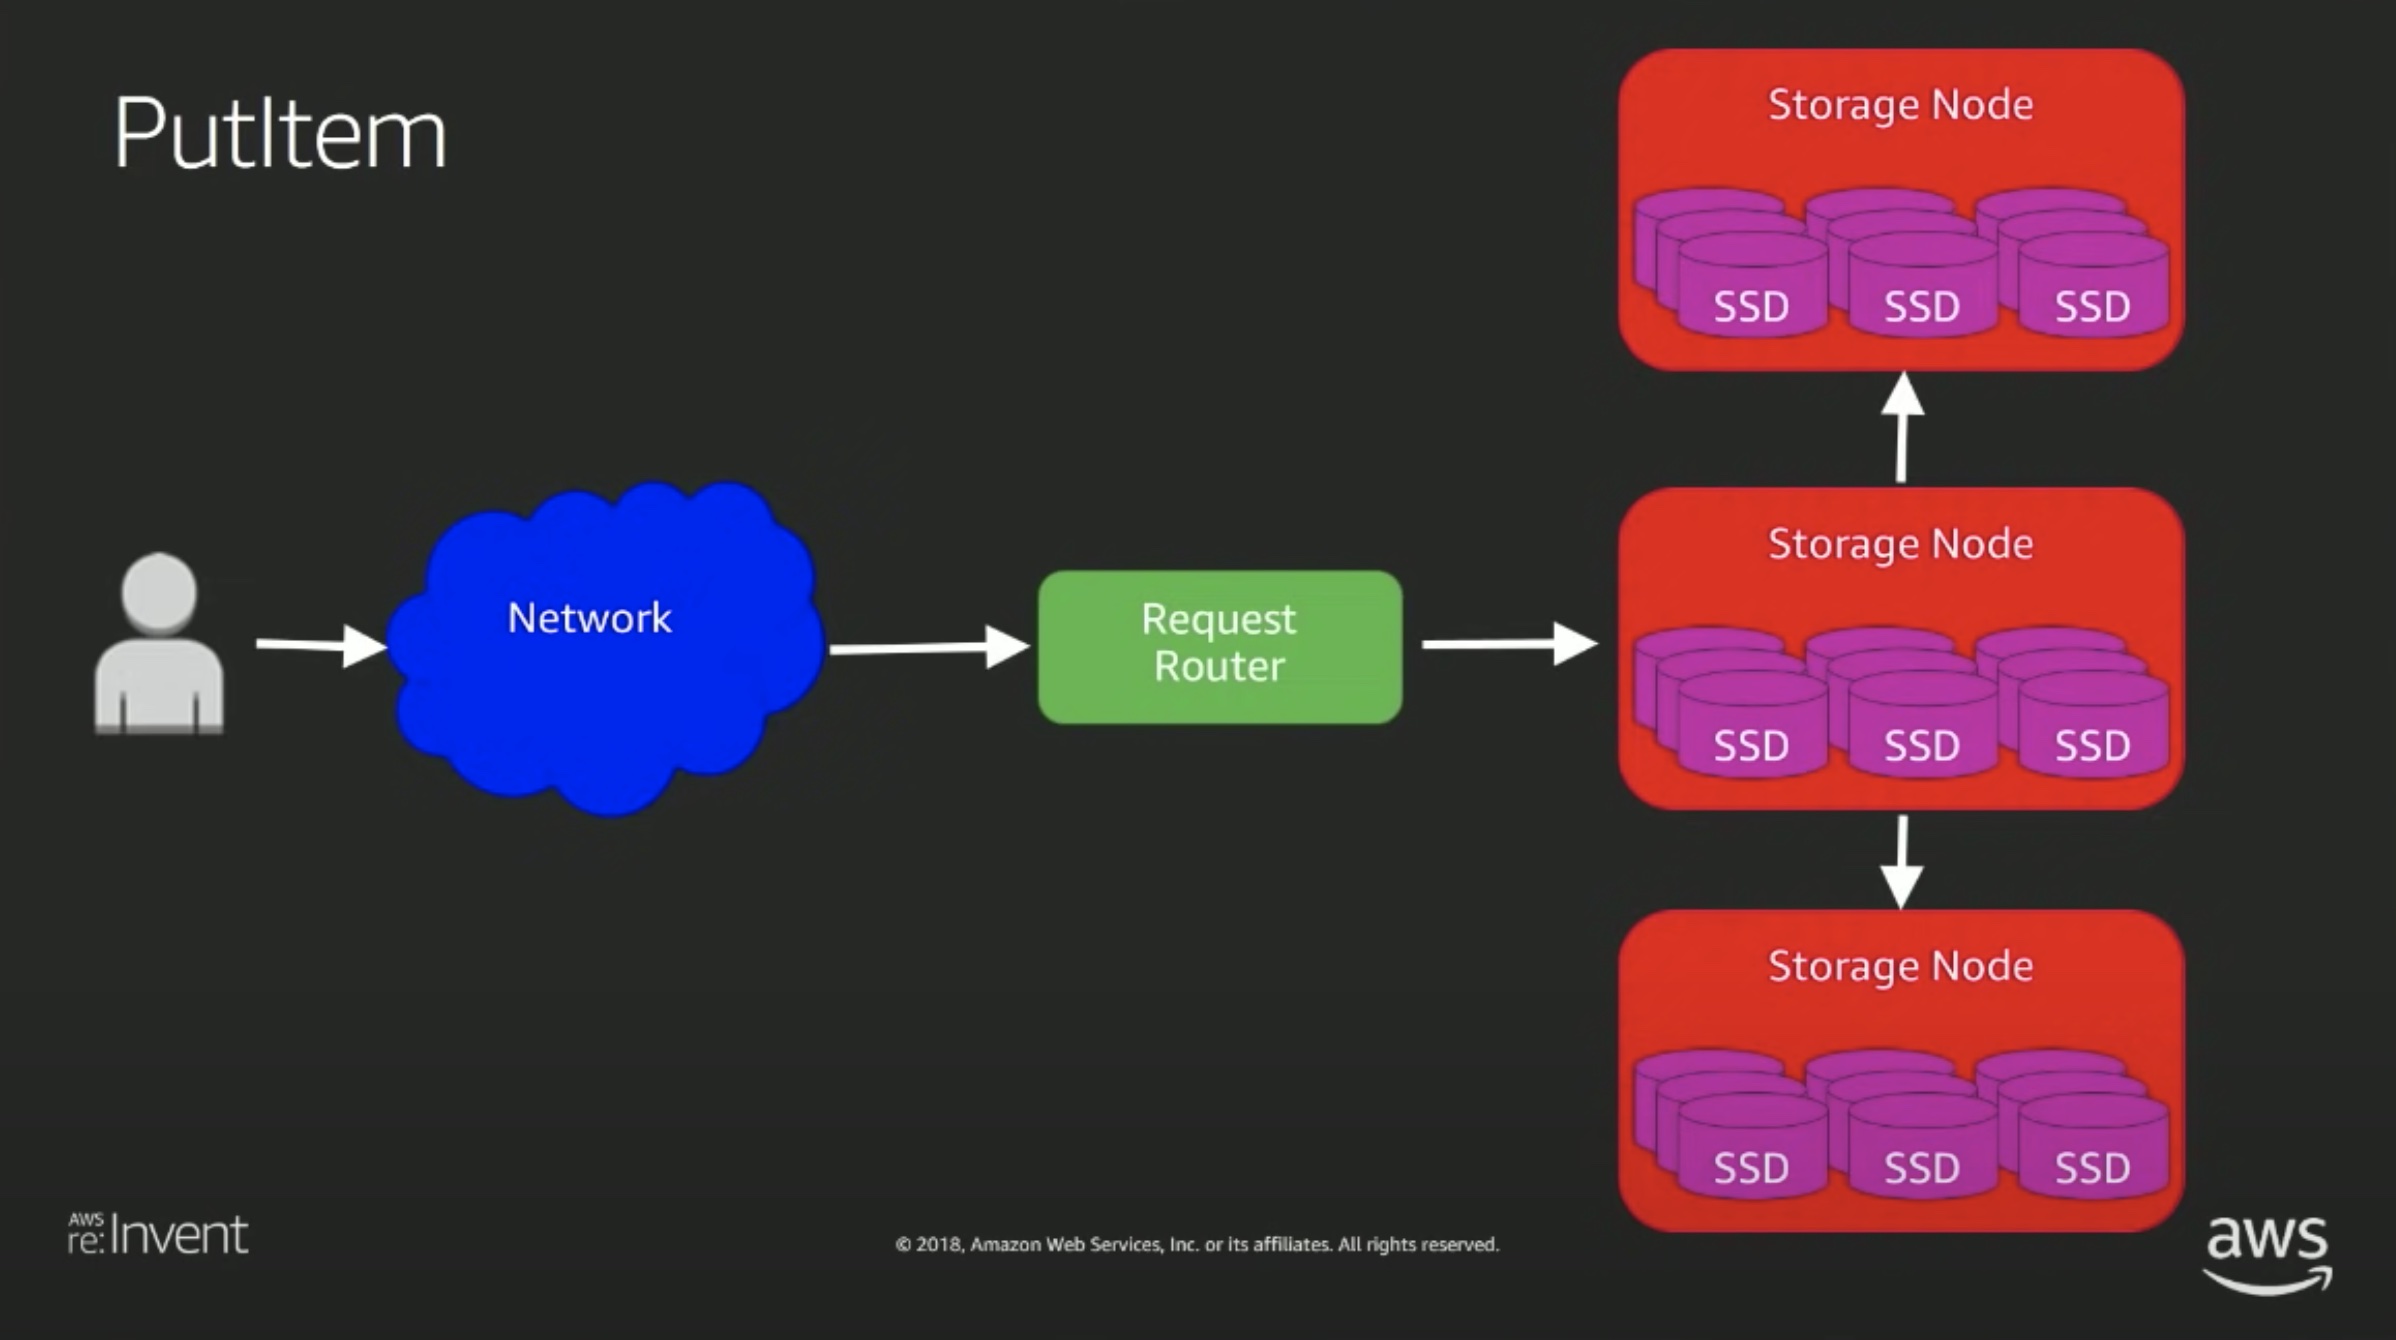 PutItem
Network
Request
Router
Storage Node
SSD SSD SSD
Storage Node
SSD SSD SSD
Storage Node
SSD SSD SSD
AWS
re:Invent
© 2018, Amazon Web Services, Inc. or its affiliates. All rights reserved.
aws